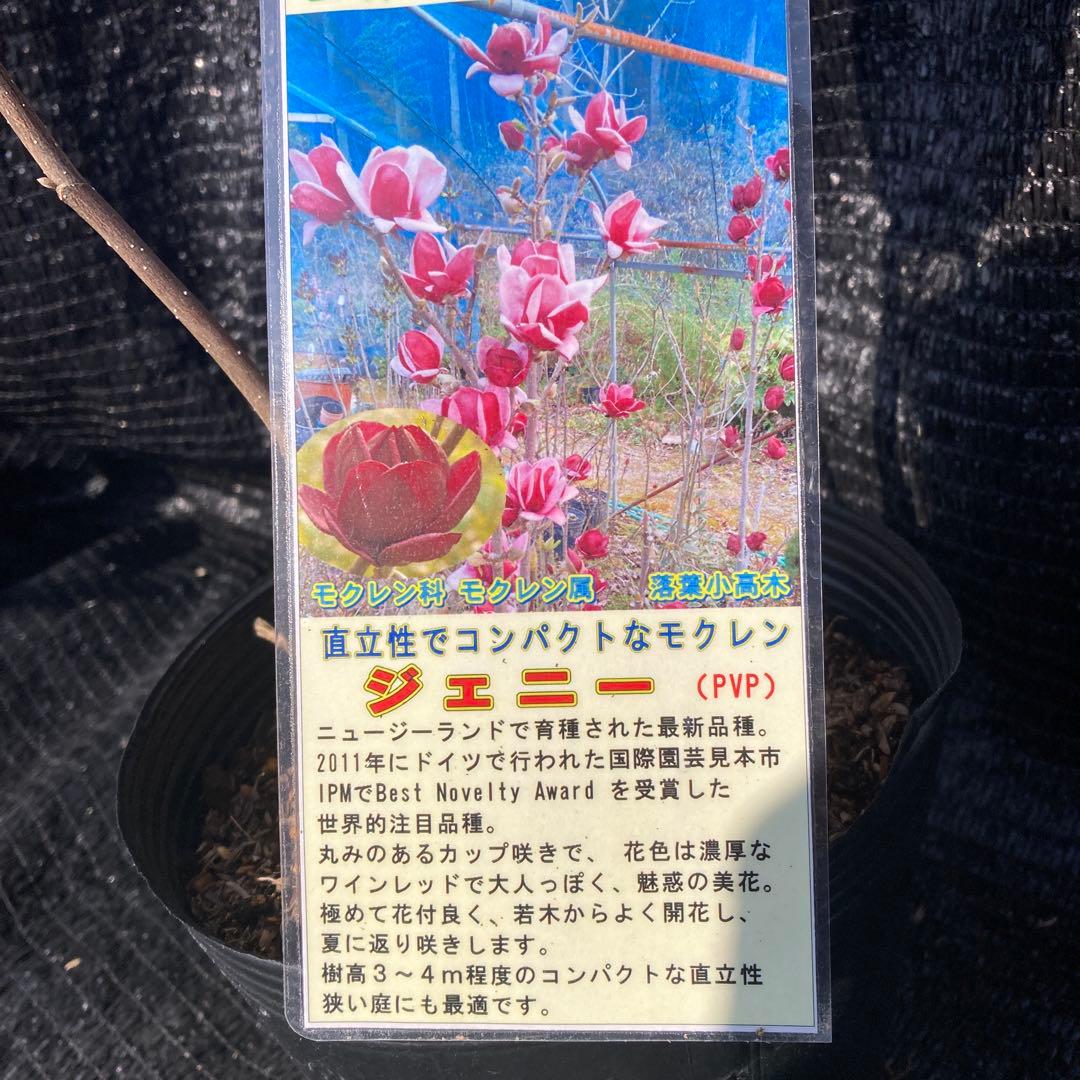 モクレン科 モクレン属 落葉小高木
直立性でコンパクトなモクレン
ジェニー (PVP)
ニュージーランドで育種された最新品種。
2011年にドイツで行われた国際園芸見本市
IPMでBest Novelty Award を受賞した
世界的注目品種。
丸みのあるカップ咲きで、 花色は濃厚な
ワインレッドで大人っぽく、魅惑の美花。
極めて花付良く、若木からよく開花し、
夏に返り咲きします。
樹高３～４ｍ程度のコンパクトな直立性
狭い庭にも最適です。